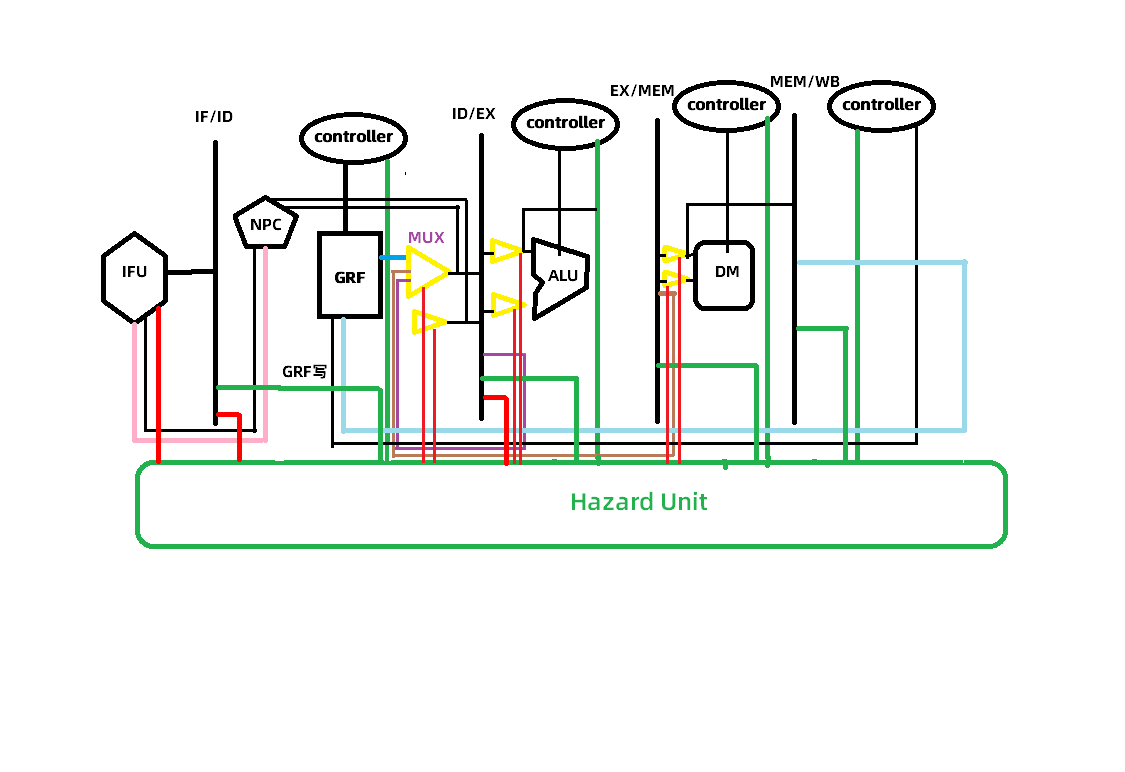 MEM/WB
EX/MEM
controller
controller
IF/ID
ID/EX
controller
controller
NPC
MUX
IFU
GRF
ALU
DM
GRF写
Hazard Unit